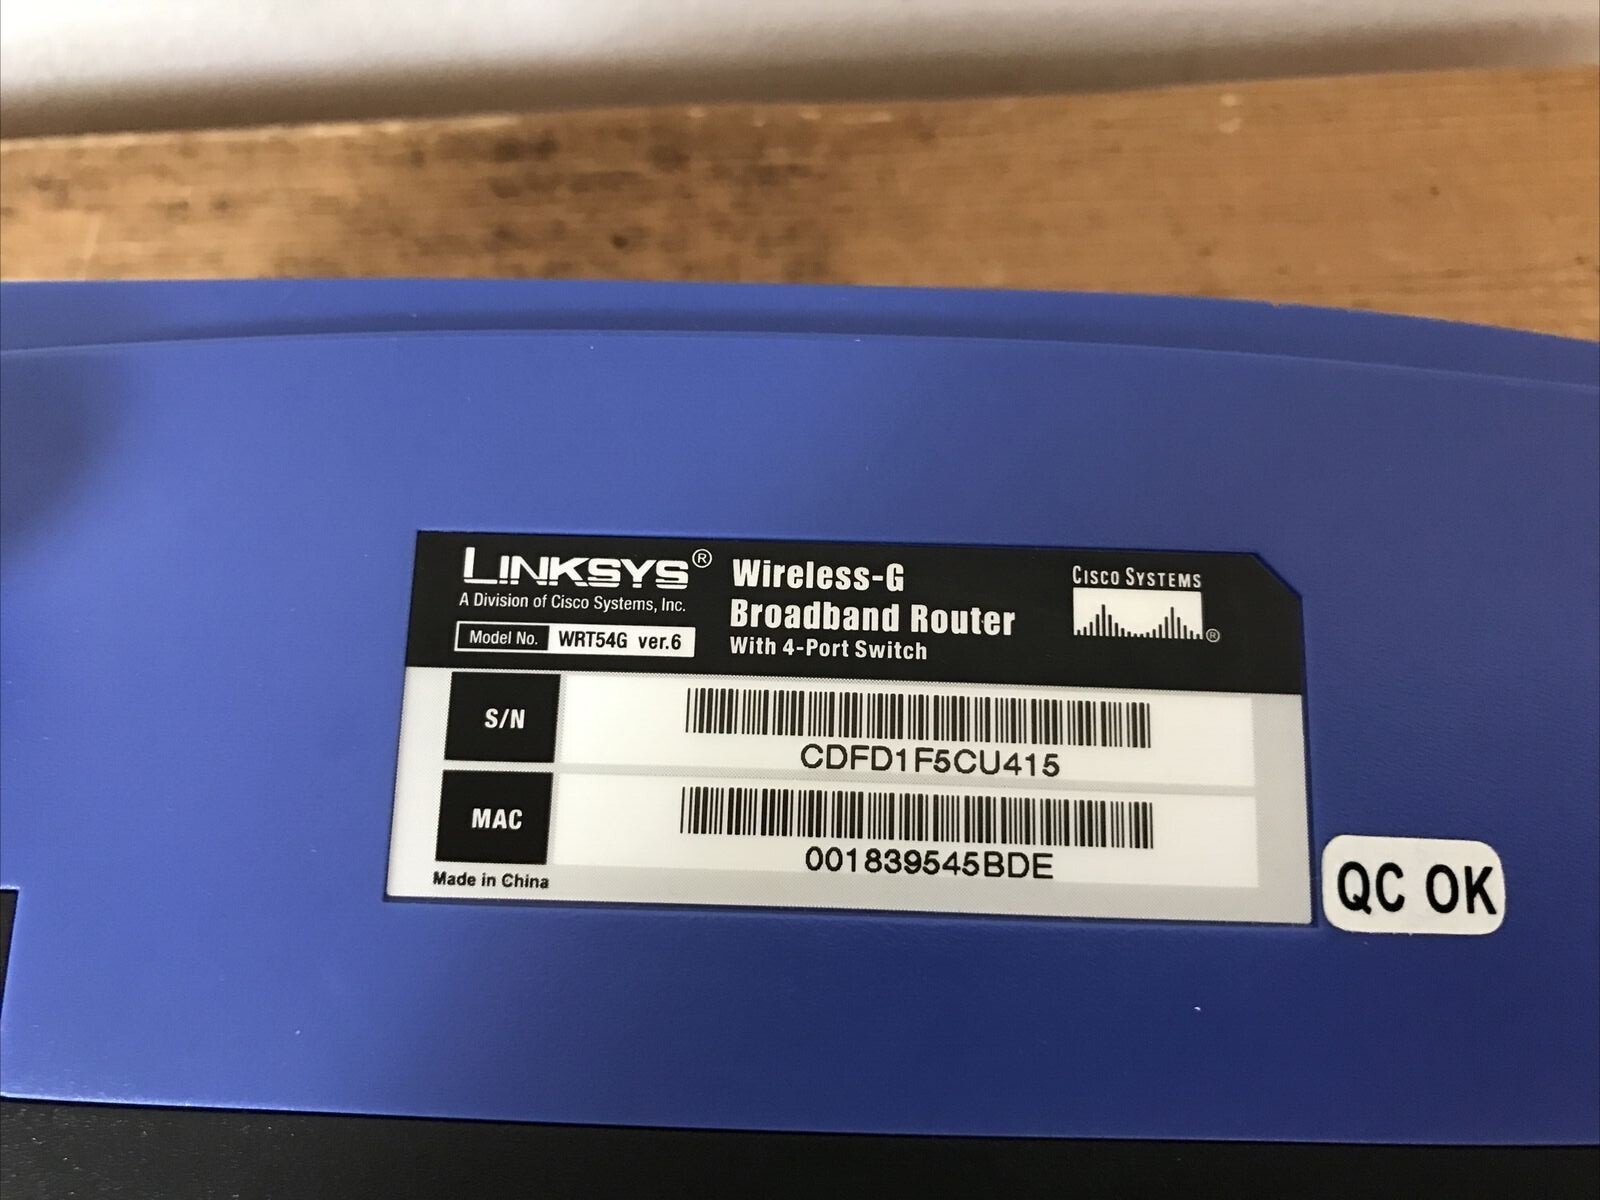 LINKSYS®
A Division of Cisco Systems, Inc.
Model No. WRT54G ver.6
Wireless-G
Broadband Router
With 4-Port Switch
CISCO SYSTEMS
®
S/N
CDFD1F5CU415
MAC
001839545BDE
Made in China
QC OK